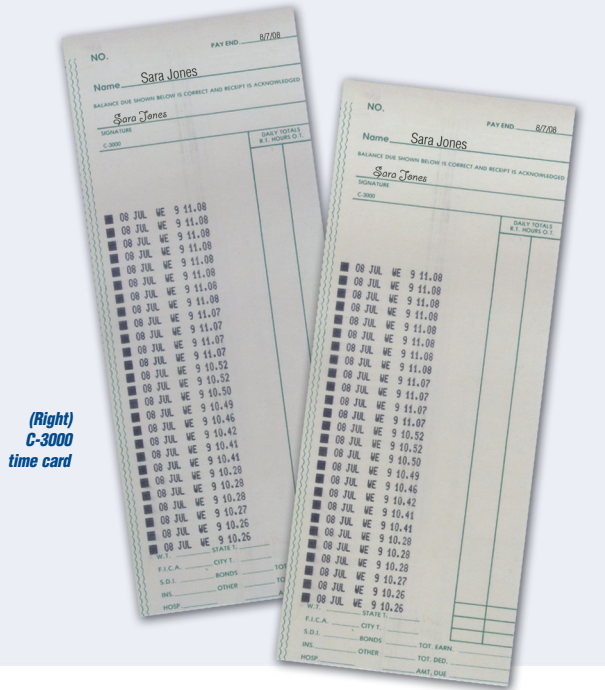 NO.
PAY END. 8/7/08
Name Sara Jones
BALANCE DUE SHOWN BELOW IS CORRECT AND RECEIPT IS ACKNOWLEDGED
Sara Jones
SIGNATURE
C-3000
DAILY TOTALS
R.T. HOURS O.T.
08 JUL WE 9 11.08
08 JUL WE 9 11.08
08 JUL WE 9 11.08
08 JUL WE 9 11.08
08 JUL WE 9 11.08
08 JUL WE 9 11.08
08 JUL WE 9 11.08
08 JUL WE 9 11.08
08 JUL WE 9 11.07
08 JUL WE 9 11.07
08 JUL WE 9 11.07
08 JUL WE 9 11.07
08 JUL WE 9 10.52
08 JUL WE 9 10.52
08 JUL WE 9 10.50
08 JUL WE 9 10.49
08 JUL WE 9 10.46
08 JUL WE 9 10.42
08 JUL WE 9 10.41
08 JUL WE 9 10.41
08 JUL WE 9 10.28
08 JUL WE 9 10.28
08 JUL WE 9 10.28
08 JUL WE 9 10.27
08 JUL WE 9 10.26
08 JUL WE 9 10.26
W.T. STATE T.
F.I.C.A. CITY T.
S.D.I. BONDS TOT
INS. OTHER
HOSP.
NO.
PAY END. 8/7/08
Name Sara Jones
BALANCE DUE SHOWN BELOW IS CORRECT AND RECEIPT IS ACKNOWLEDGED
Sara Jones
SIGNATURE
C-3000
DAILY TOTALS
R.T. HOURS O.T.
08 JUL WE 9 11.08
08 JUL WE 9 11.08
08 JUL WE 9 11.08
08 JUL WE 9 11.08
08 JUL WE 9 11.08
08 JUL WE 9 11.08
08 JUL WE 9 11.08
08 JUL WE 9 11.08
08 JUL WE 9 11.07
08 JUL WE 9 11.07
08 JUL WE 9 11.07
08 JUL WE 9 11.07
08 JUL WE 9 10.52
08 JUL WE 9 10.52
08 JUL WE 9 10.50
08 JUL WE 9 10.49
08 JUL WE 9 10.46
08 JUL WE 9 10.42
08 JUL WE 9 10.41
08 JUL WE 9 10.41
08 JUL WE 9 10.28
08 JUL WE 9 10.28
08 JUL WE 9 10.28
08 JUL WE 9 10.27
08 JUL WE 9 10.26
08 JUL WE 9 10.26
W.T. STATE T.
F.I.C.A. CITY T.
S.D.I. BONDS TOT. EARN.
INS. OTHER TOT. DED.
HOSP. AMT. DUE
(Right)
C-3000
time card